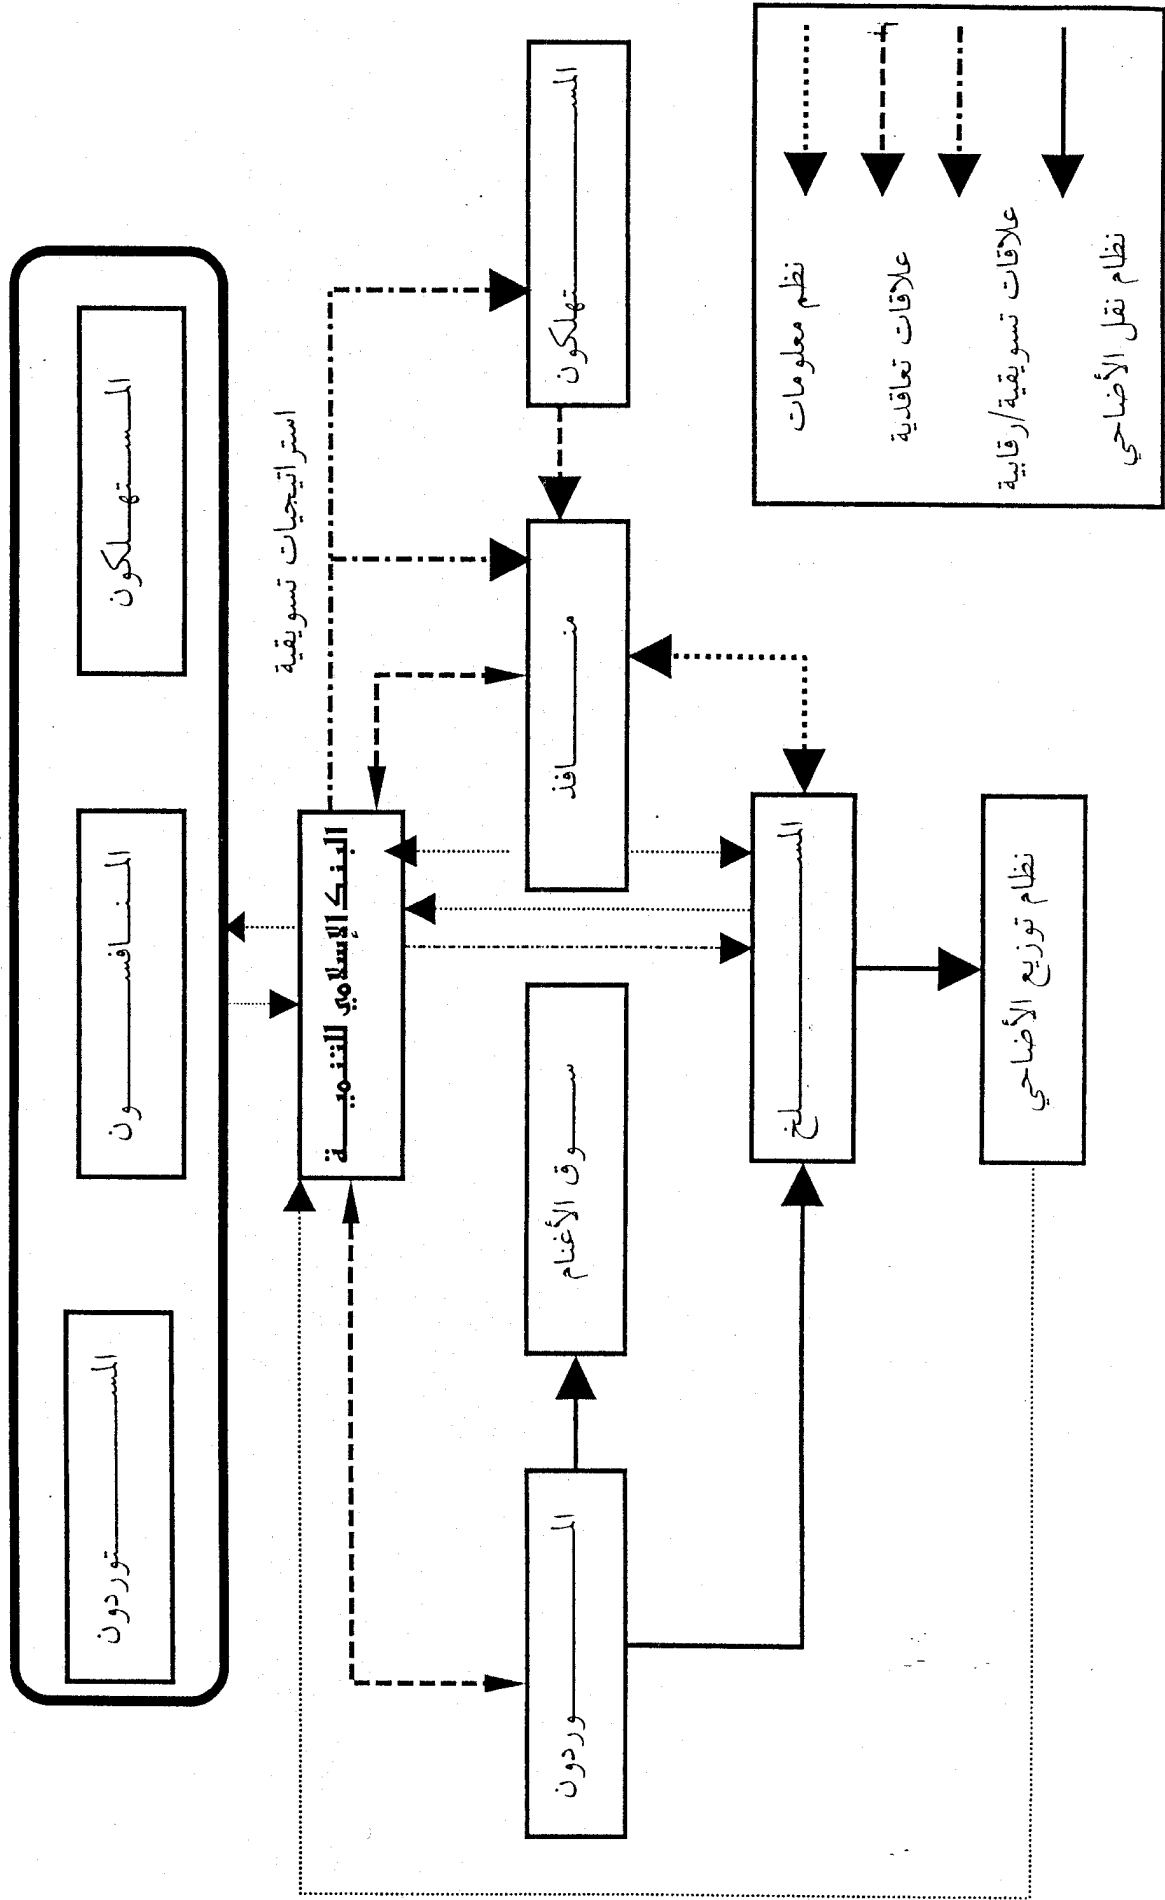 المستهلكون
المنافسون
المستوردون
استراتيجيات تسويقية
البنك الإسلامي للتنمية
المستهلكون
منافذ
سوق الأغنام
الموردون
المسلخ
نظام توزيع الأضاحي
نظم معلومات
علاقات تعاقدية
علاقات تسويقية/رقابية
نظام نقل الأضاحي